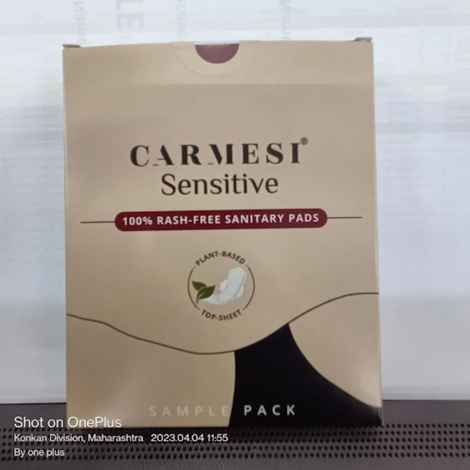 CARMESI®
Sensitive
100% RASH-FREE SANITARY PADS
PLANT-BASED
TOP-SHEET
SAMPLE PACK
Shot on OnePlus
Konkan Division, Maharashtra 2023.04.04 11:55
By one plus